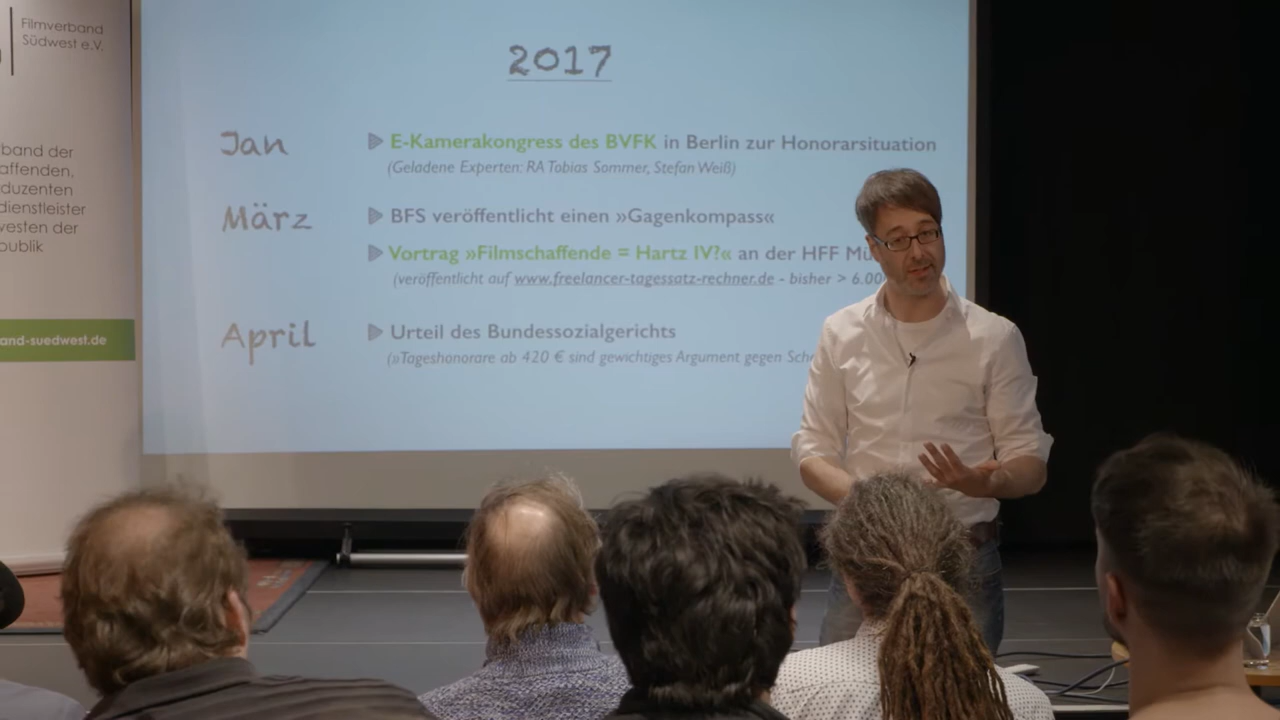 Filmverband
Südwest e.V.
band der
affenden,
duzenten
dienstleister
westen der
publik
and-suedwest.de
2017
Jan
E-Kamerakongress des BVFK in Berlin zur Honorarsituation
(Geladene Experten: RA Tobias Sommer, Stefan Weiß)
März
BFS veröffentlicht einen »Gagenkompass«
Vortrag »Filmschaffende = Hartz IV?« an der HFF Mü
(veröffentlicht auf www.freelancer-tagessatz-rechner.de - bisher > 6.00
April
Urteil des Bundessozialgerichts
(»Tageshonorare ab 420 € sind gewichtiges Argument gegen Sch